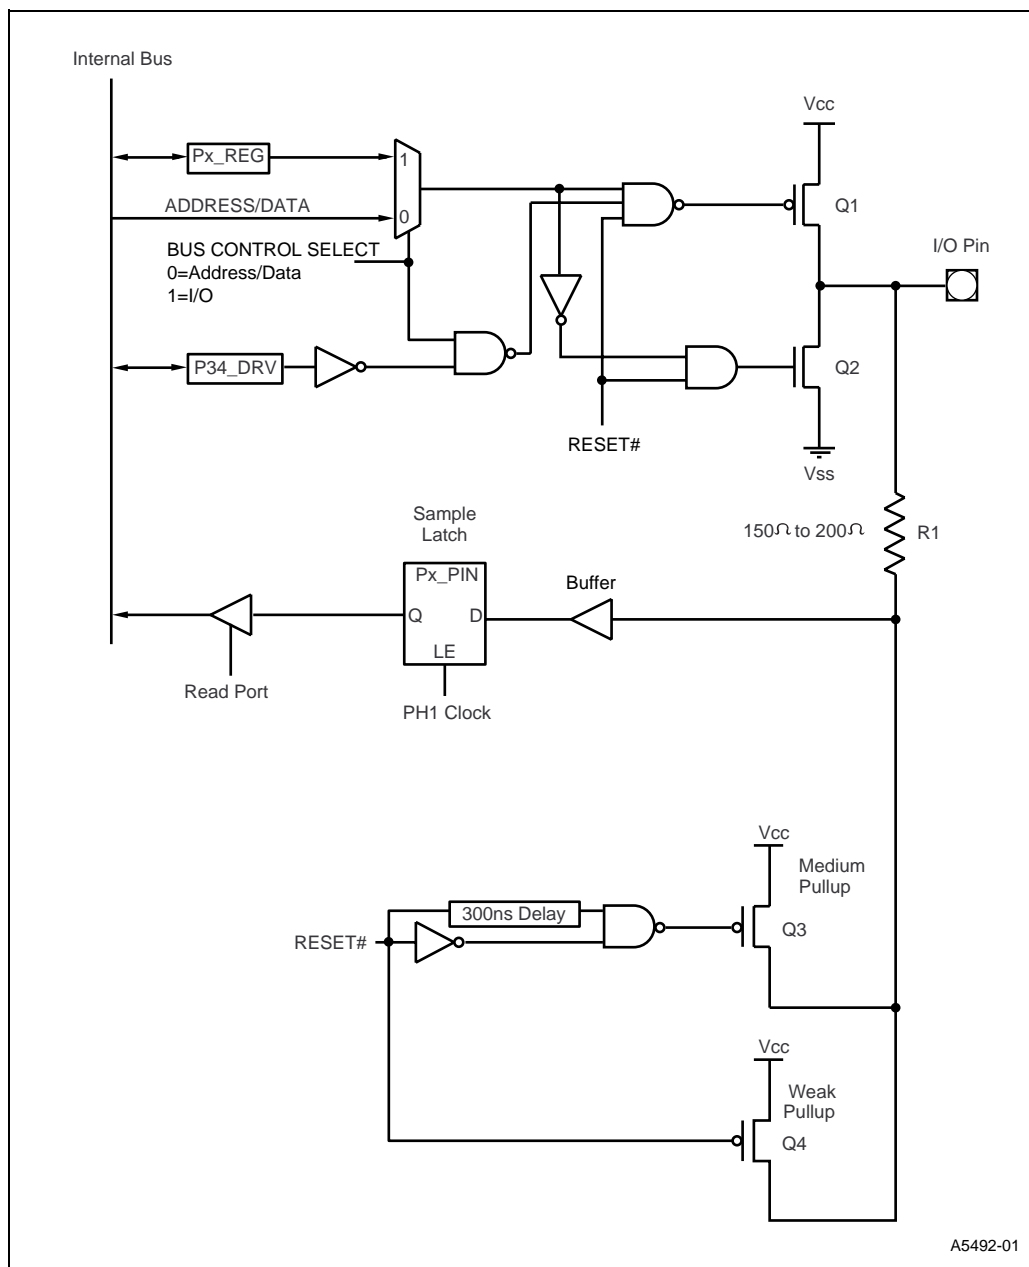 Internal Bus
Vcc
Px_REG
1
ADDRESS/DATA
0
Q1
I/O Pin
BUS CONTROL SELECT
0=Address/Data
1=I/O
P34_DRV
Q2
RESET#
Vss
Sample
Latch
150Ω to 200Ω
R1
Px_PIN
Buffer
Q
D
LE
Read Port
PH1 Clock
Vcc
Medium
Pullup
300ns Delay
RESET#
Q3
Vcc
Weak
Pullup
Q4
A5492-01